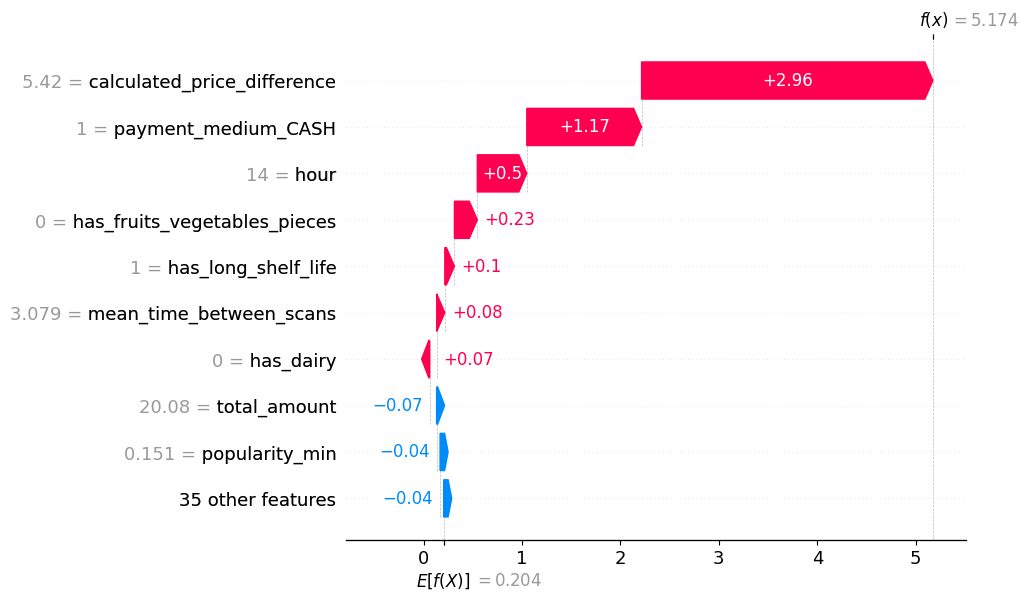 f(x) = 5.174
5.42 = calculated_price_difference
+2.96
1 = payment_medium_CASH
+1.17
14 = hour
+0.5
0 = has_fruits_vegetables_pieces
+0.23
1 = has_long_shelf_life
+0.1
3.079 = mean_time_between_scans
+0.08
0 = has_dairy
+0.07
20.08 = total_amount
−0.07
0.151 = popularity_min
−0.04
35 other features
−0.04
0 1 2 3 4 5
E[f(X)] = 0.204